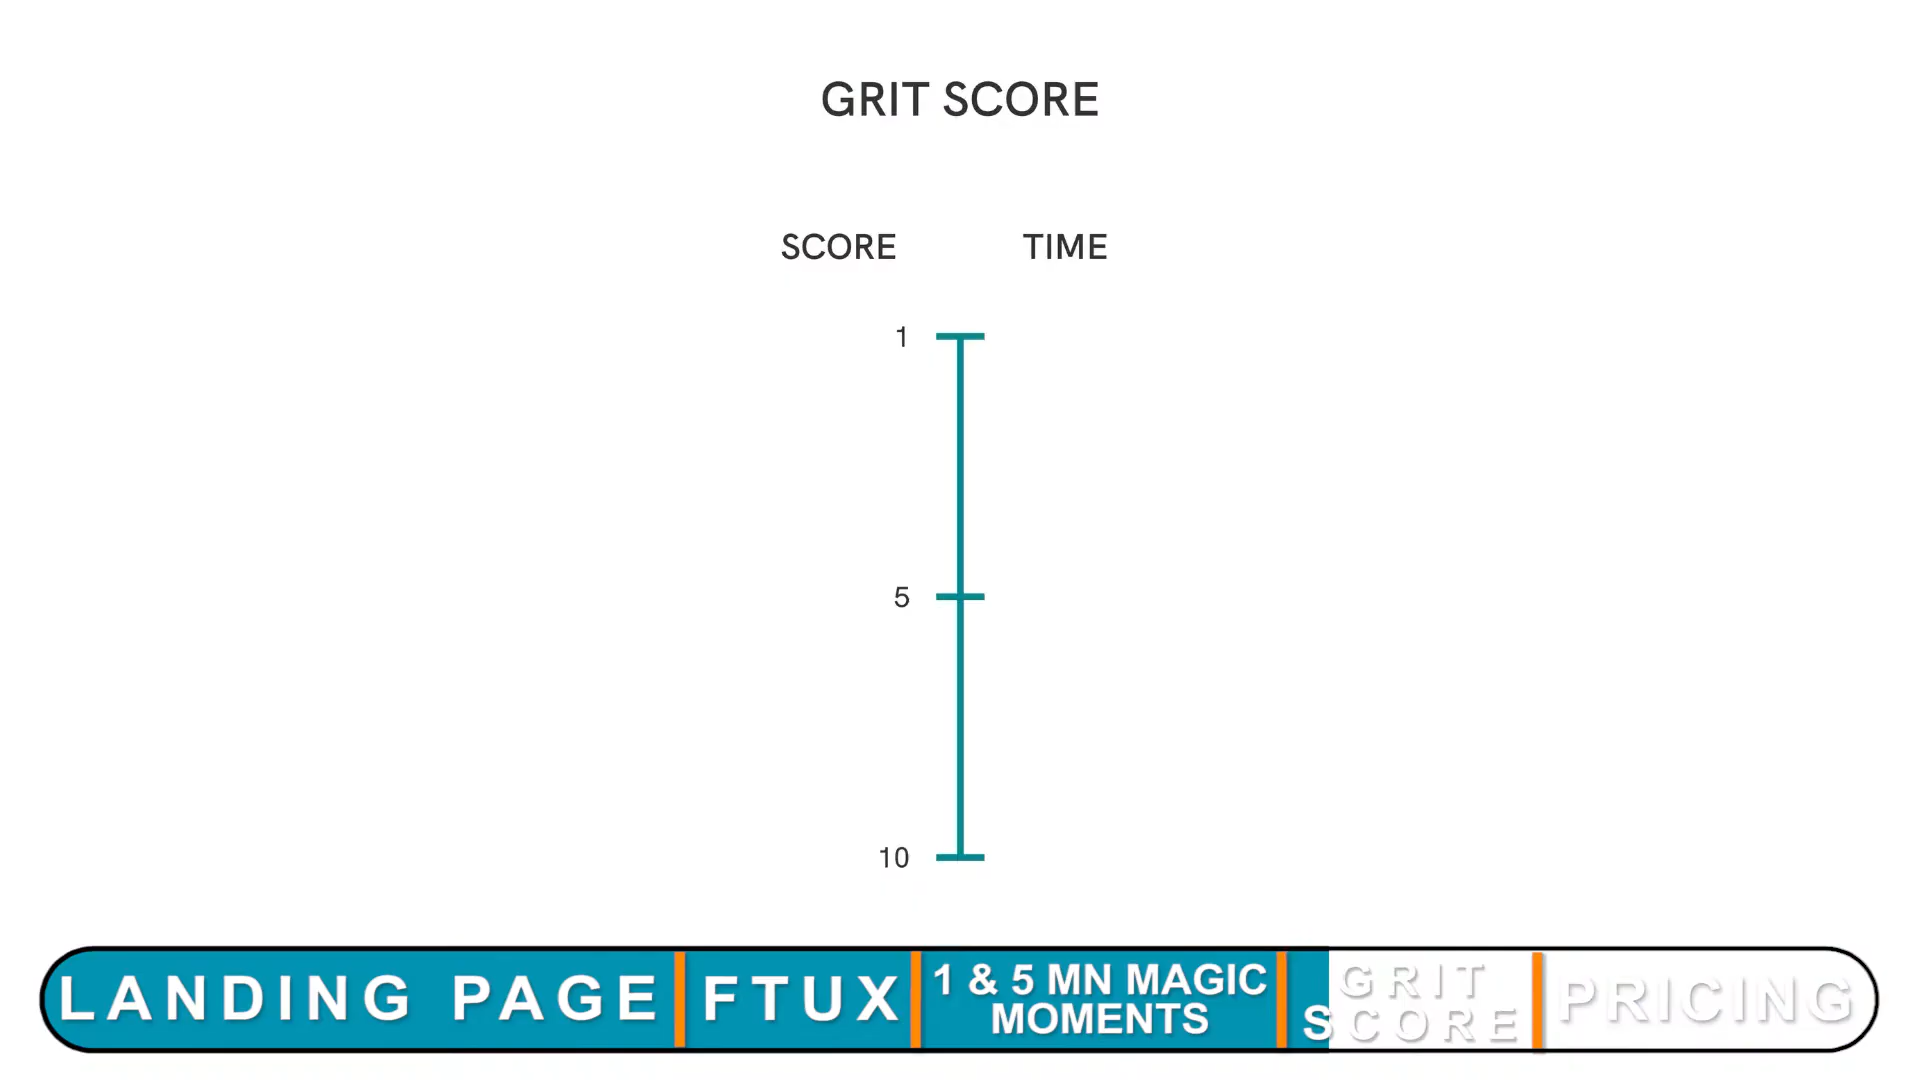 GRIT SCORE
SCORE TIME
1
5
10
LANDING PAGE
FTUX
1 & 5 MN MAGIC
MOMENTS
GRIT
SCORE
PRICING